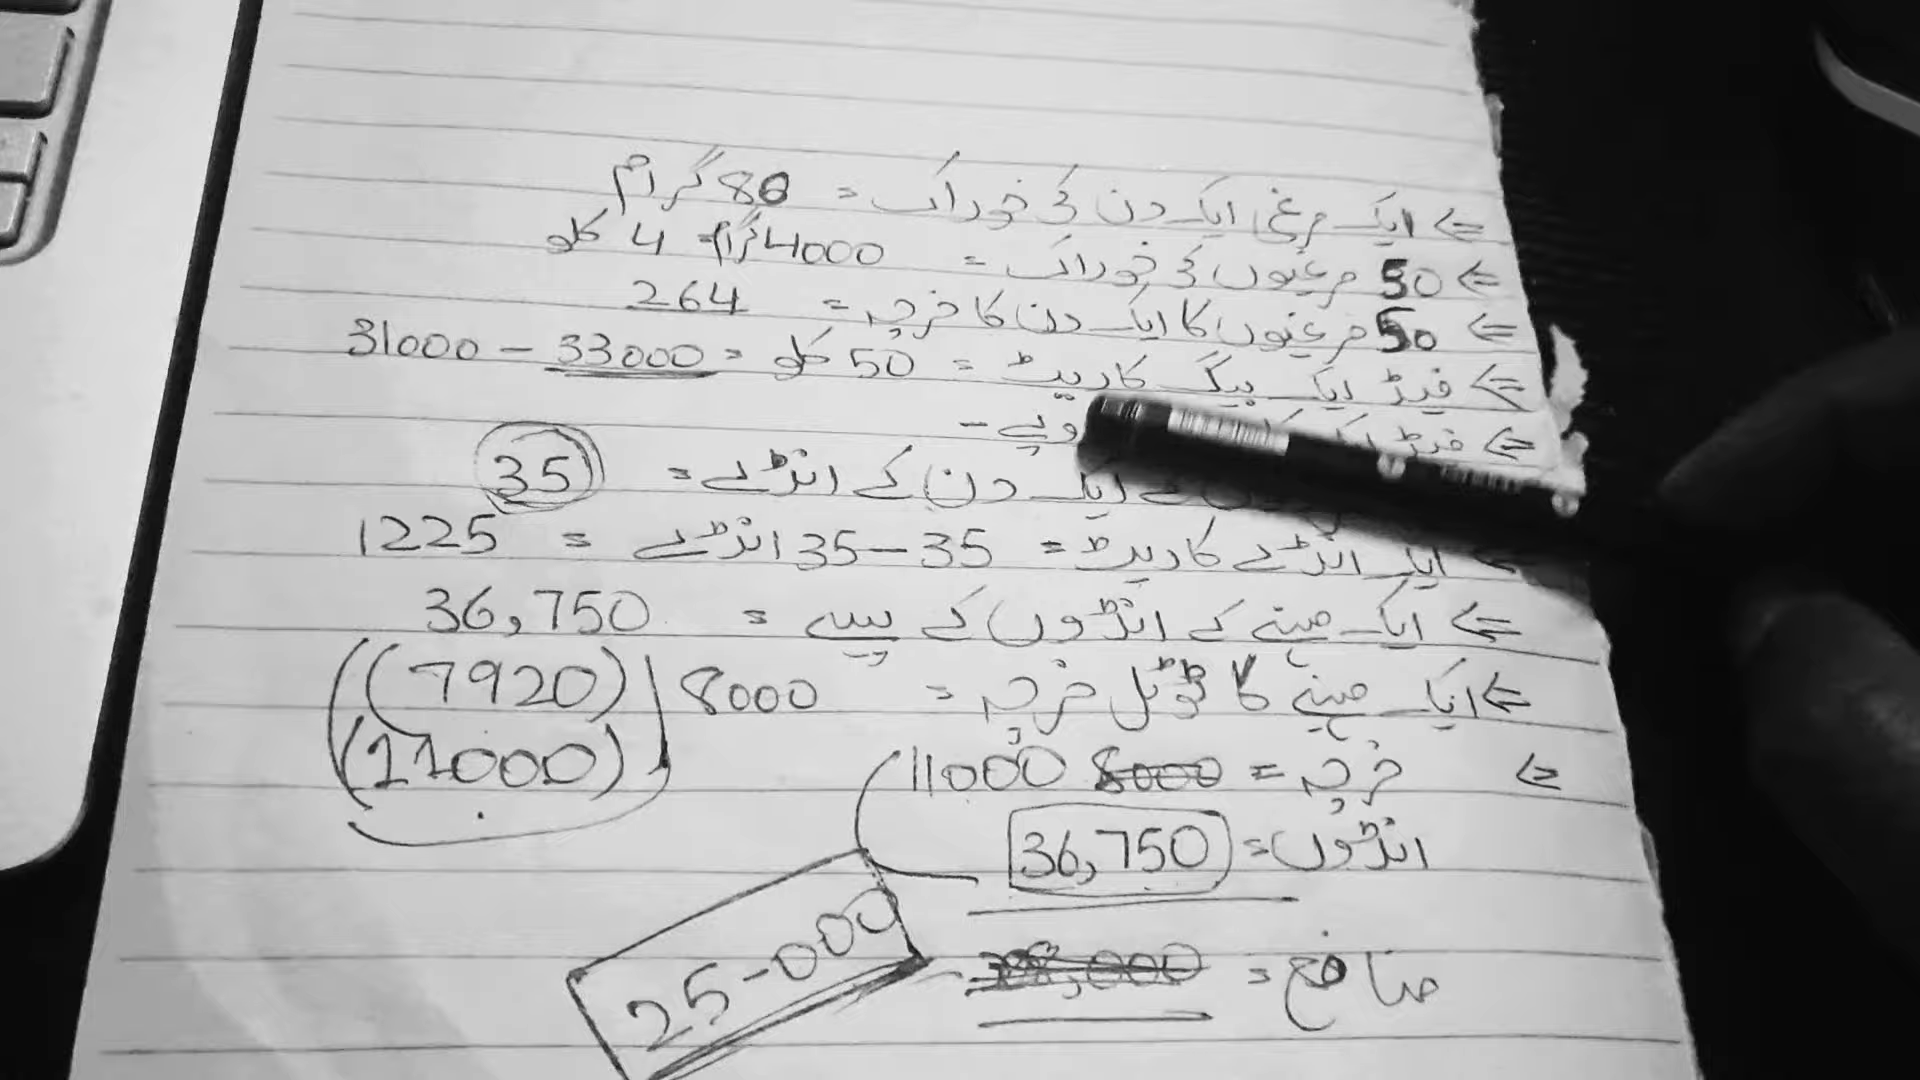 ⇐ ایک مرغی ایک دن کی خوراک = 80 گرام
⇐ 50 مرغیوں کی خوراک = 4000 گرام = 4 کلو
⇐ 50 مرغیوں کا ایک دن کا خرچہ = 264
⇐ فیڈ ایک بیگ کا ریٹ = 50 کلو = 33000 - 31000
⇐ فیڈ ایک
ایک دن کے انڈے = 35
ایک انڈے کا ریٹ = 35 - 35 انڈے = 1225
⇐ ایک مہینے کے انڈوں کے پیسے = 36,750
⇐ ایک مہینے کا ٹوٹل خرچہ = 8000 (7920)
(11000)
⇐ خرچہ = 8000 11000
انڈوں = 36,750
منافع =
25-000